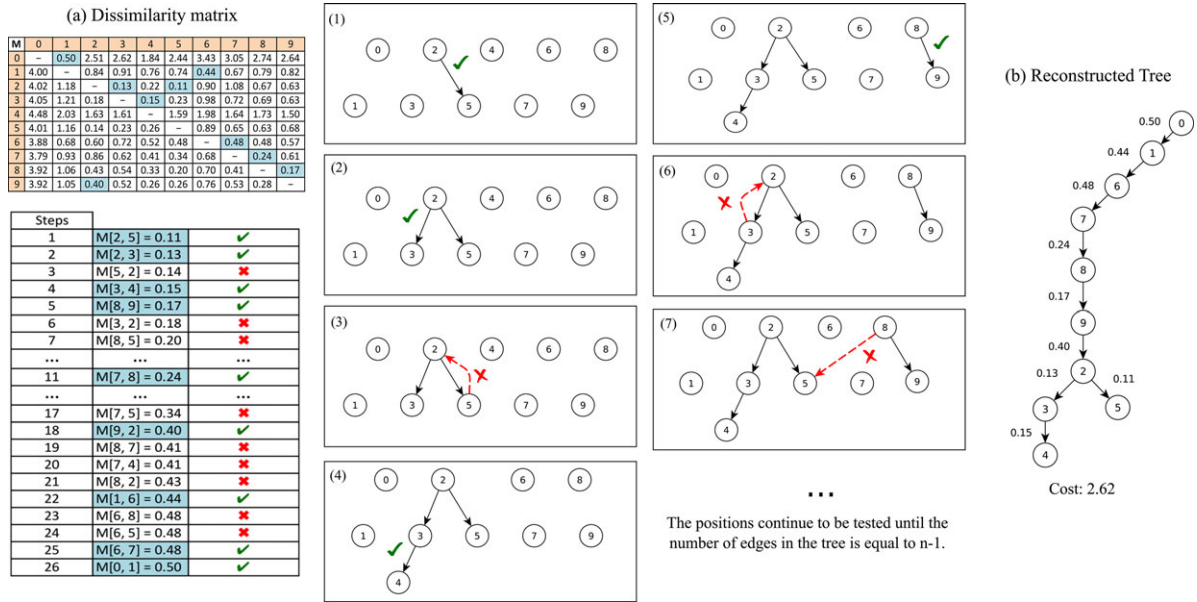 (a) Dissimilarity matrix
M 0 1 2 3 4 5 6 7 8 9
0 – 0.50 2.51 2.62 1.84 2.44 3.43 3.05 2.74 2.64
1 4.00 – 0.84 0.91 0.76 0.74 0.44 0.67 0.79 0.82
2 4.02 1.18 – 0.13 0.22 0.11 0.90 1.08 0.67 0.63
3 4.05 1.21 0.18 – 0.15 0.23 0.98 0.72 0.69 0.63
4 4.48 2.03 1.63 1.61 – 1.59 1.98 1.64 1.73 1.50
5 4.01 1.16 0.14 0.23 0.26 – 0.89 0.65 0.63 0.68
6 3.88 0.68 0.60 0.72 0.52 0.48 – 0.48 0.48 0.57
7 3.79 0.93 0.86 0.62 0.41 0.34 0.68 – 0.24 0.61
8 3.92 1.06 0.43 0.54 0.33 0.20 0.70 0.41 – 0.17
9 3.92 1.05 0.40 0.52 0.26 0.26 0.76 0.53 0.28 –
Steps
1 M[2, 5] = 0.11 ✔
2 M[2, 3] = 0.13 ✔
3 M[5, 2] = 0.14 ✖
4 M[3, 4] = 0.15 ✔
5 M[8, 9] = 0.17 ✔
6 M[3, 2] = 0.18 ✖
7 M[8, 5] = 0.20 ✖
... ... ...
11 M[7, 8] = 0.24 ✔
... ... ...
17 M[7, 5] = 0.34 ✖
18 M[9, 2] = 0.40 ✔
19 M[8, 7] = 0.41 ✖
20 M[7, 4] = 0.41 ✖
21 M[8, 2] = 0.43 ✖
22 M[1, 6] = 0.44 ✔
23 M[6, 8] = 0.48 ✖
24 M[6, 5] = 0.48 ✖
25 M[6, 7] = 0.48 ✔
26 M[0, 1] = 0.50 ✔
(1)
0 2 4 6 8
1 3 5 7 9
(2)
0 2 4 6 8
1 3 5 7 9
(3)
0 2 4 6 8
1 3 5 7 9
(4)
0 2 6 8
1 3 5 7 9
4
(5)
0 2 6 8
1 3 5 7 9
4
(6)
0 2 6 8
1 3 5 7 9
4
(7)
0 2 6 8
1 3 5 7 9
4
...
The positions continue to be tested until the
number of edges in the tree is equal to n-1.
(b) Reconstructed Tree
0.50 0
0.44 1
0.48 6
7
0.24
8
0.17
9
0.40
0.13 2 0.11
3 5
0.15
4
Cost: 2.62